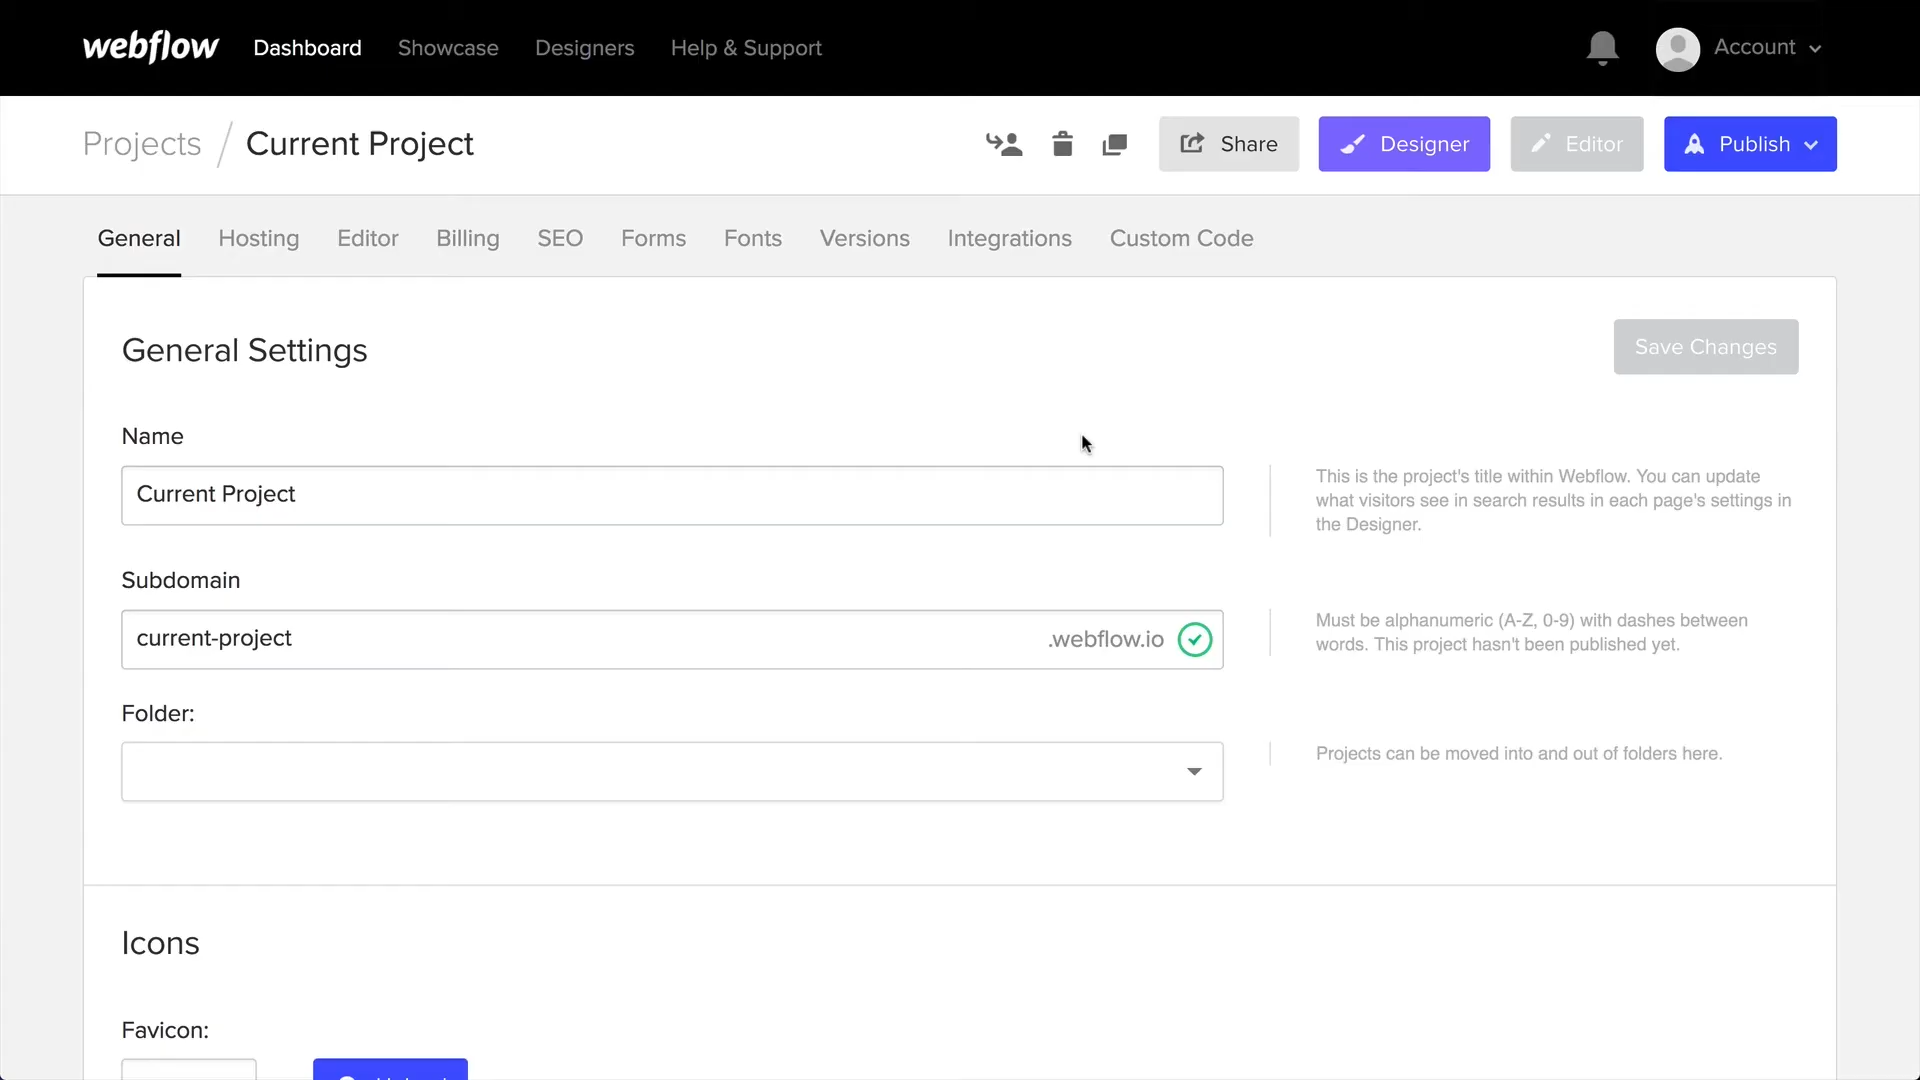 webflow Dashboard Showcase Designers Help & Support Account
Projects / Current Project Share Designer Editor Publish
General Hosting Editor Billing SEO Forms Fonts Versions Integrations Custom Code
General Settings Save Changes
Name
Current Project
This is the project's title within Webflow. You can update
what visitors see in search results in each page's settings in
the Designer.
Subdomain
current-project .webflow.io
Must be alphanumeric (A-Z, 0-9) with dashes between
words. This project hasn't been published yet.
Folder:
Projects can be moved into and out of folders here.
Icons
Favicon: